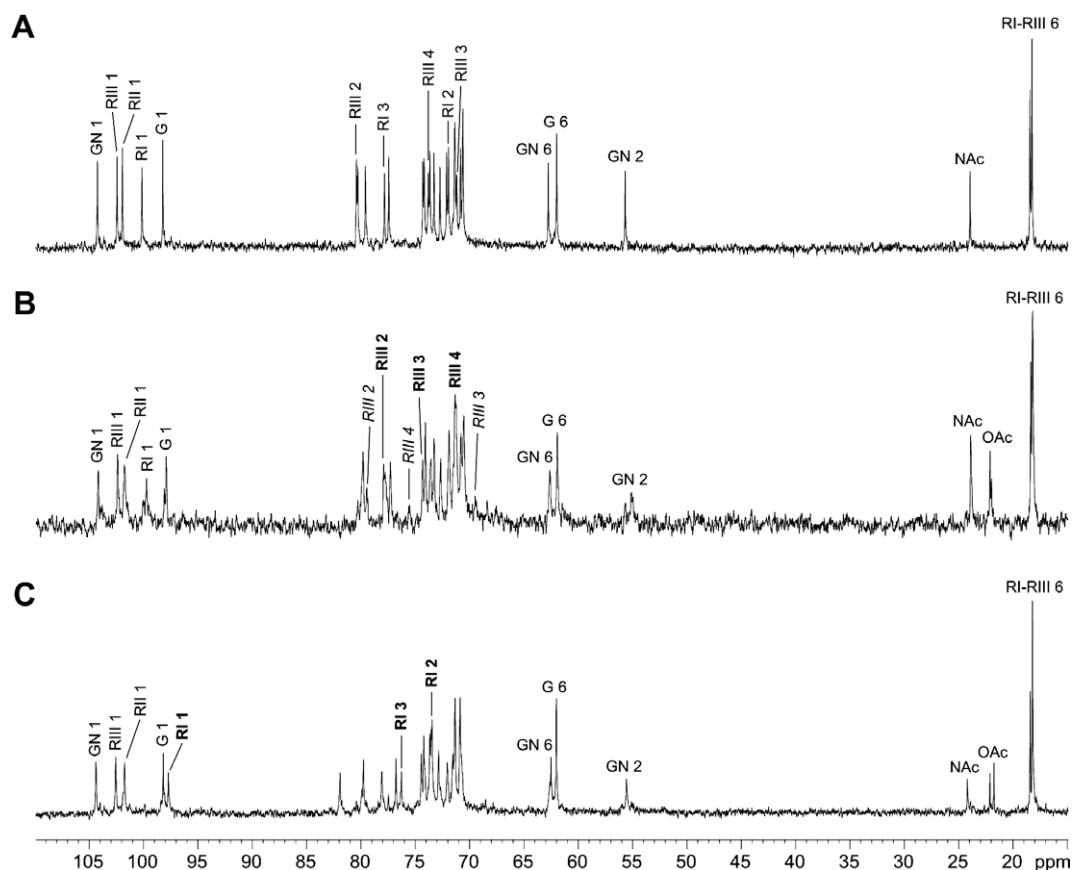 A
GN 1
RIII 1
RII 1
RI 1
G 1
RIII 2
RI 3
RIII 4
RI 2
RIII 3
GN 6
G 6
GN 2
NAc
RI-RIII 6
B
GN 1
RIII 1
RII 1
RI 1
G 1
RIII 2
RIII 2
RIII 4
RIII 3
RIII 4
RIII 3
GN 6
G 6
GN 2
NAc
OAc
RI-RIII 6
C
GN 1
RIII 1
RII 1
G 1
RI 1
RI 3
RI 2
GN 6
G 6
GN 2
NAc
OAc
RI-RIII 6
105 100 95 90 85 80 75 70 65 60 55 50 45 40 35 30 25 20 ppm